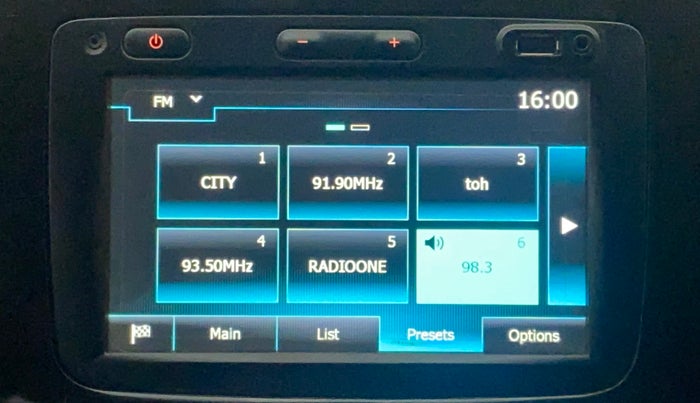 FM
16:00
1
CITY
2
91.90MHz
3
toh
4
93.50MHz
5
RADIOONE
6
98.3
Main
List
Presets
Options